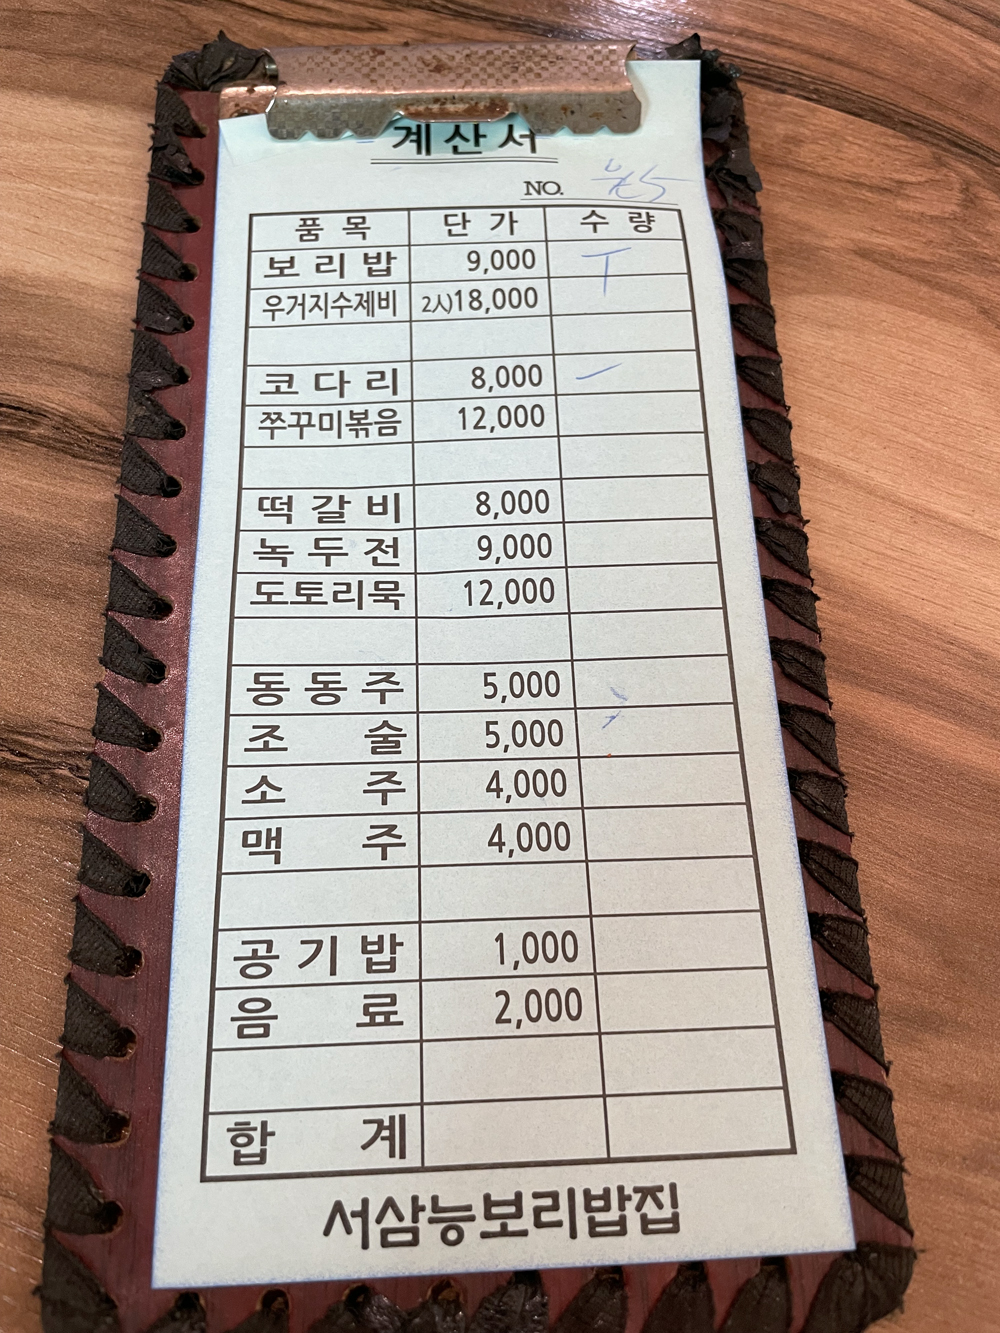 계산서
NO.
품목 단가 수량
보리밥 9,000
우거지수제비 2人)18,000
코다리 8,000
쭈꾸미볶음 12,000
떡갈비 8,000
녹두전 9,000
도토리묵 12,000
동동주 5,000
조술 5,000
소주 4,000
맥주 4,000
공기밥 1,000
음료 2,000
합계
서삼능보리밥집